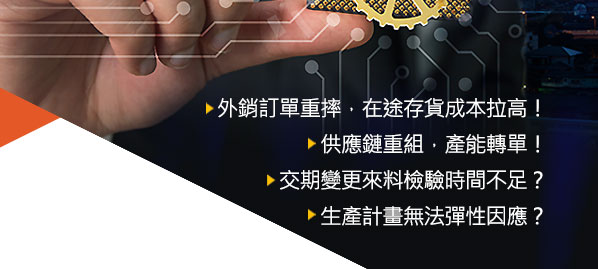 外銷訂單重摔，在途存貨成本拉高！
供應鏈重組，產能轉單！
交期變更來料檢驗時間不足？
生產計畫無法彈性因應？